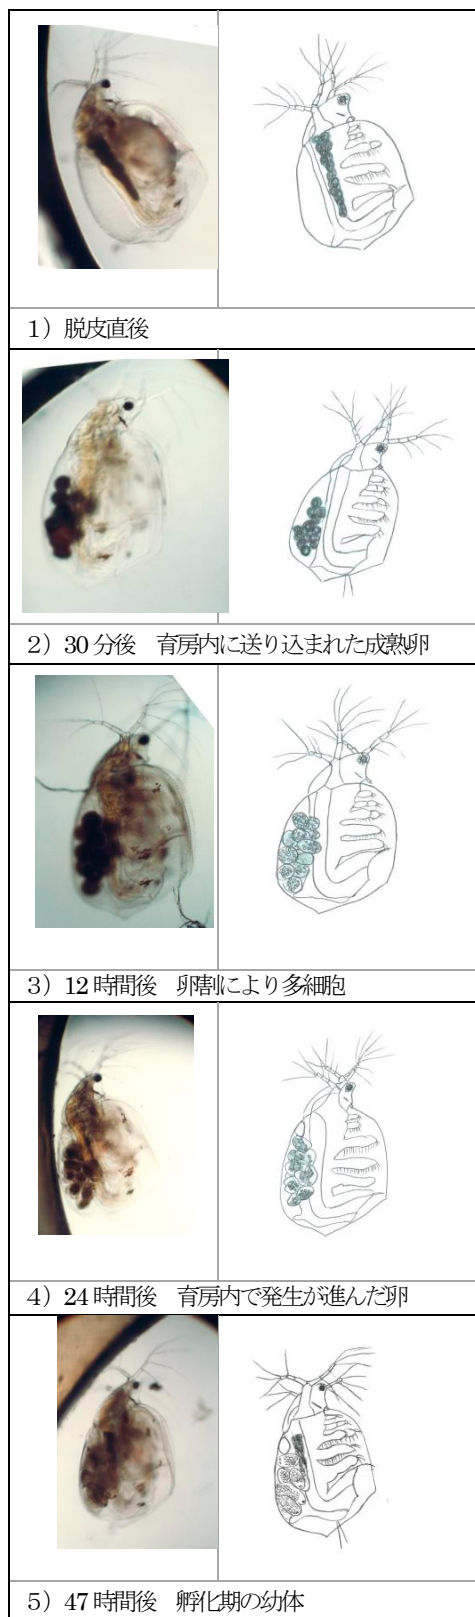 1）脱皮直後
2）30分後　育房内に送り込まれた成熟卵
3）12時間後　卵割により多細胞
4）24時間後　育房内で発生が進んだ卵
5）47時間後　孵化期の幼体